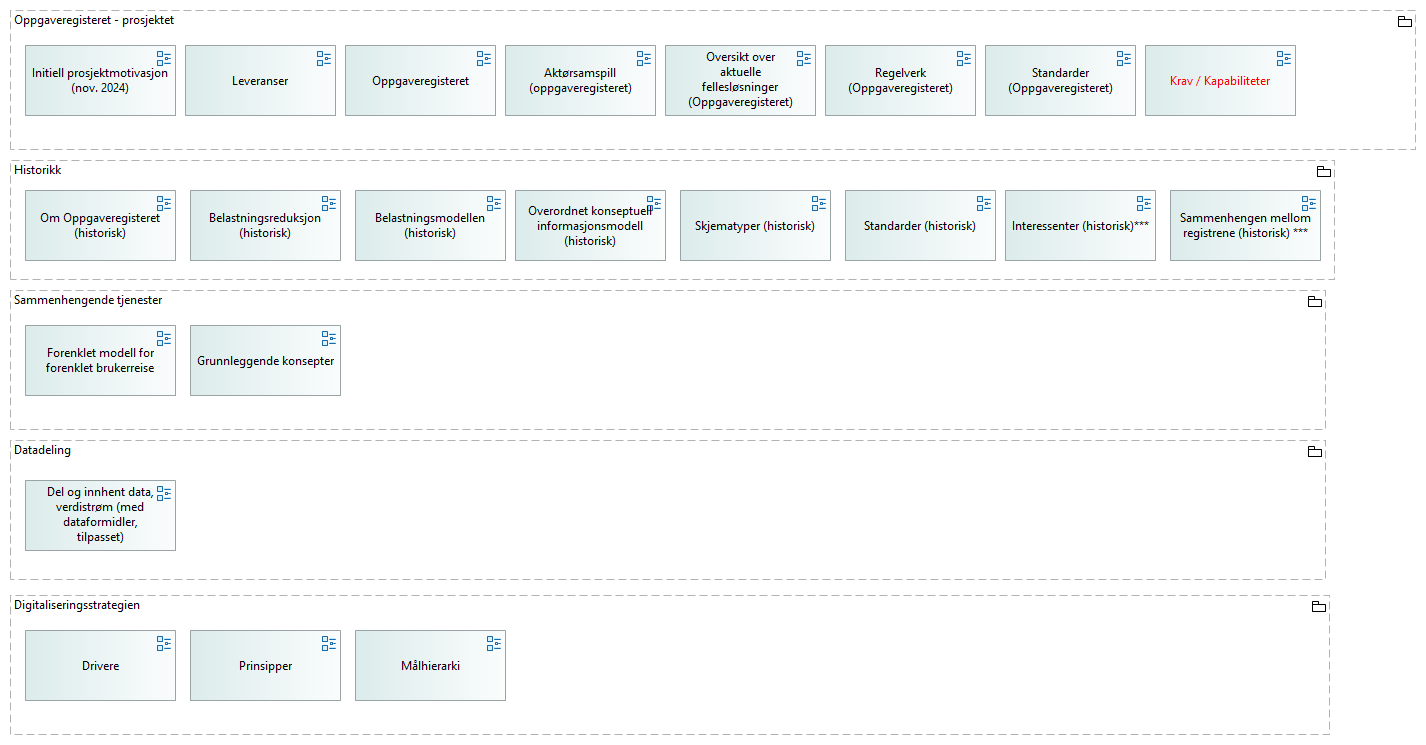 Oppgaveregisteret - prosjektet
Initiell prosjektmotivasjon
(nov. 2024)
Leveranser
Oppgaveregisteret
Aktørsamspill
(oppgaveregisteret)
Oversikt over
aktuelle
fellesløsninger
(Oppgaveregisteret)
Regelverk
(Oppgaveregisteret)
Standarder
(Oppgaveregisteret)
Krav / Kapabiliteter
Historikk
Om Oppgaveregisteret
(historisk)
Belastningsreduksjon
(historisk)
Belastningsmodellen
(historisk)
Overordnet konseptuell
informasjonsmodell
(historisk)
Skjematyper (historisk)
Standarder (historisk)
Interessenter (historisk)***
Sammenhengen mellom
registrene (historisk) ***
Sammenhengende tjenester
Forenklet modell for
forenklet brukerreise
Grunnleggende konsepter
Datadeling
Del og innhent data,
verdistrøm (med
dataformidler,
tilpasset)
Digitaliseringsstrategien
Drivere
Prinsipper
Målhierarki